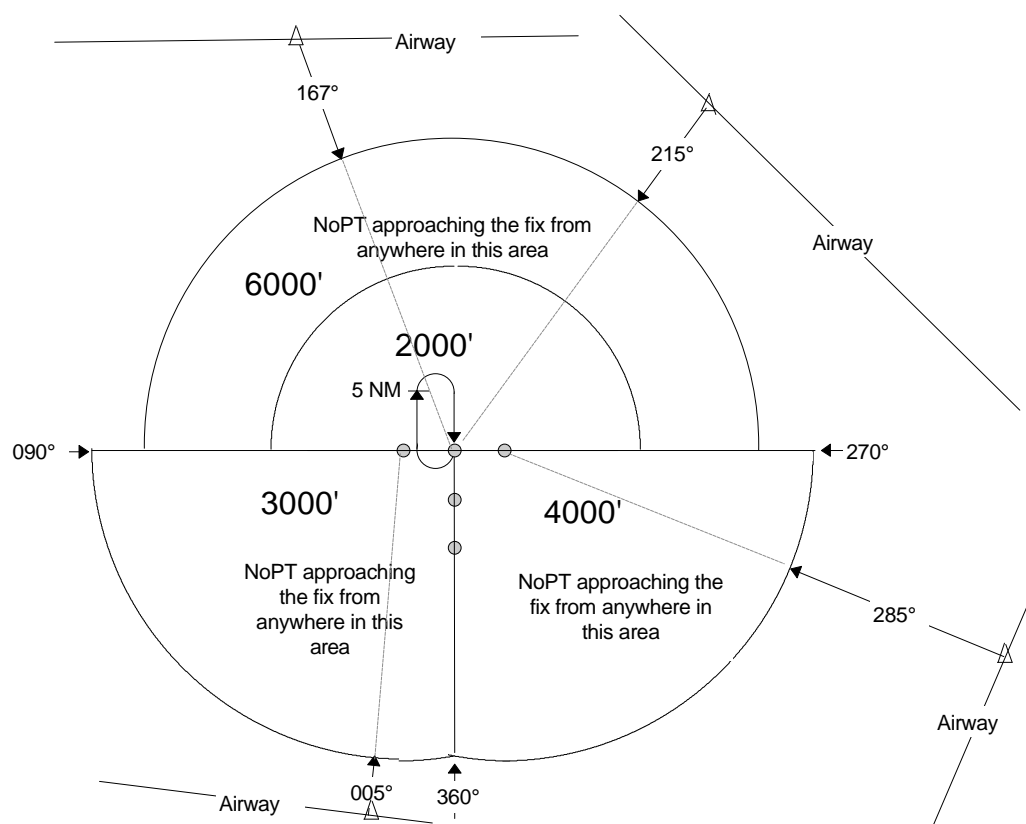 Airway
167°
215°
NoPT approaching the fix from
anywhere in this area
Airway
6000'
2000'
5 NM
090°
270°
3000'
4000'
NoPT approaching
the fix from
anywhere in this
area
NoPT approaching the
fix from anywhere in
this area
285°
Airway
005°
360°
Airway